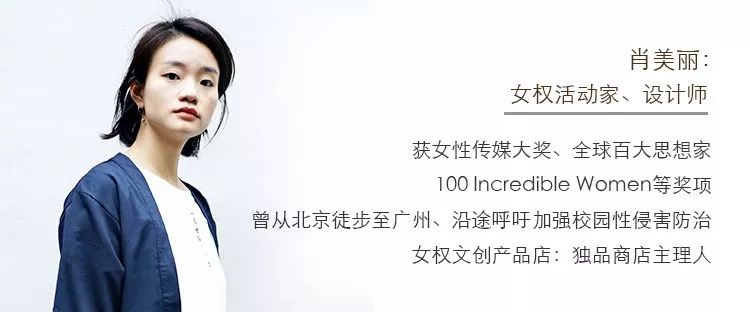 肖美丽:
女权活动家、设计师
获女性传媒大奖、全球百大思想家
100 Incredible Women等奖项
曾从北京徒步至广州、沿途呼吁加强校园性侵害防治
女权文创产品店：独品商店主理人